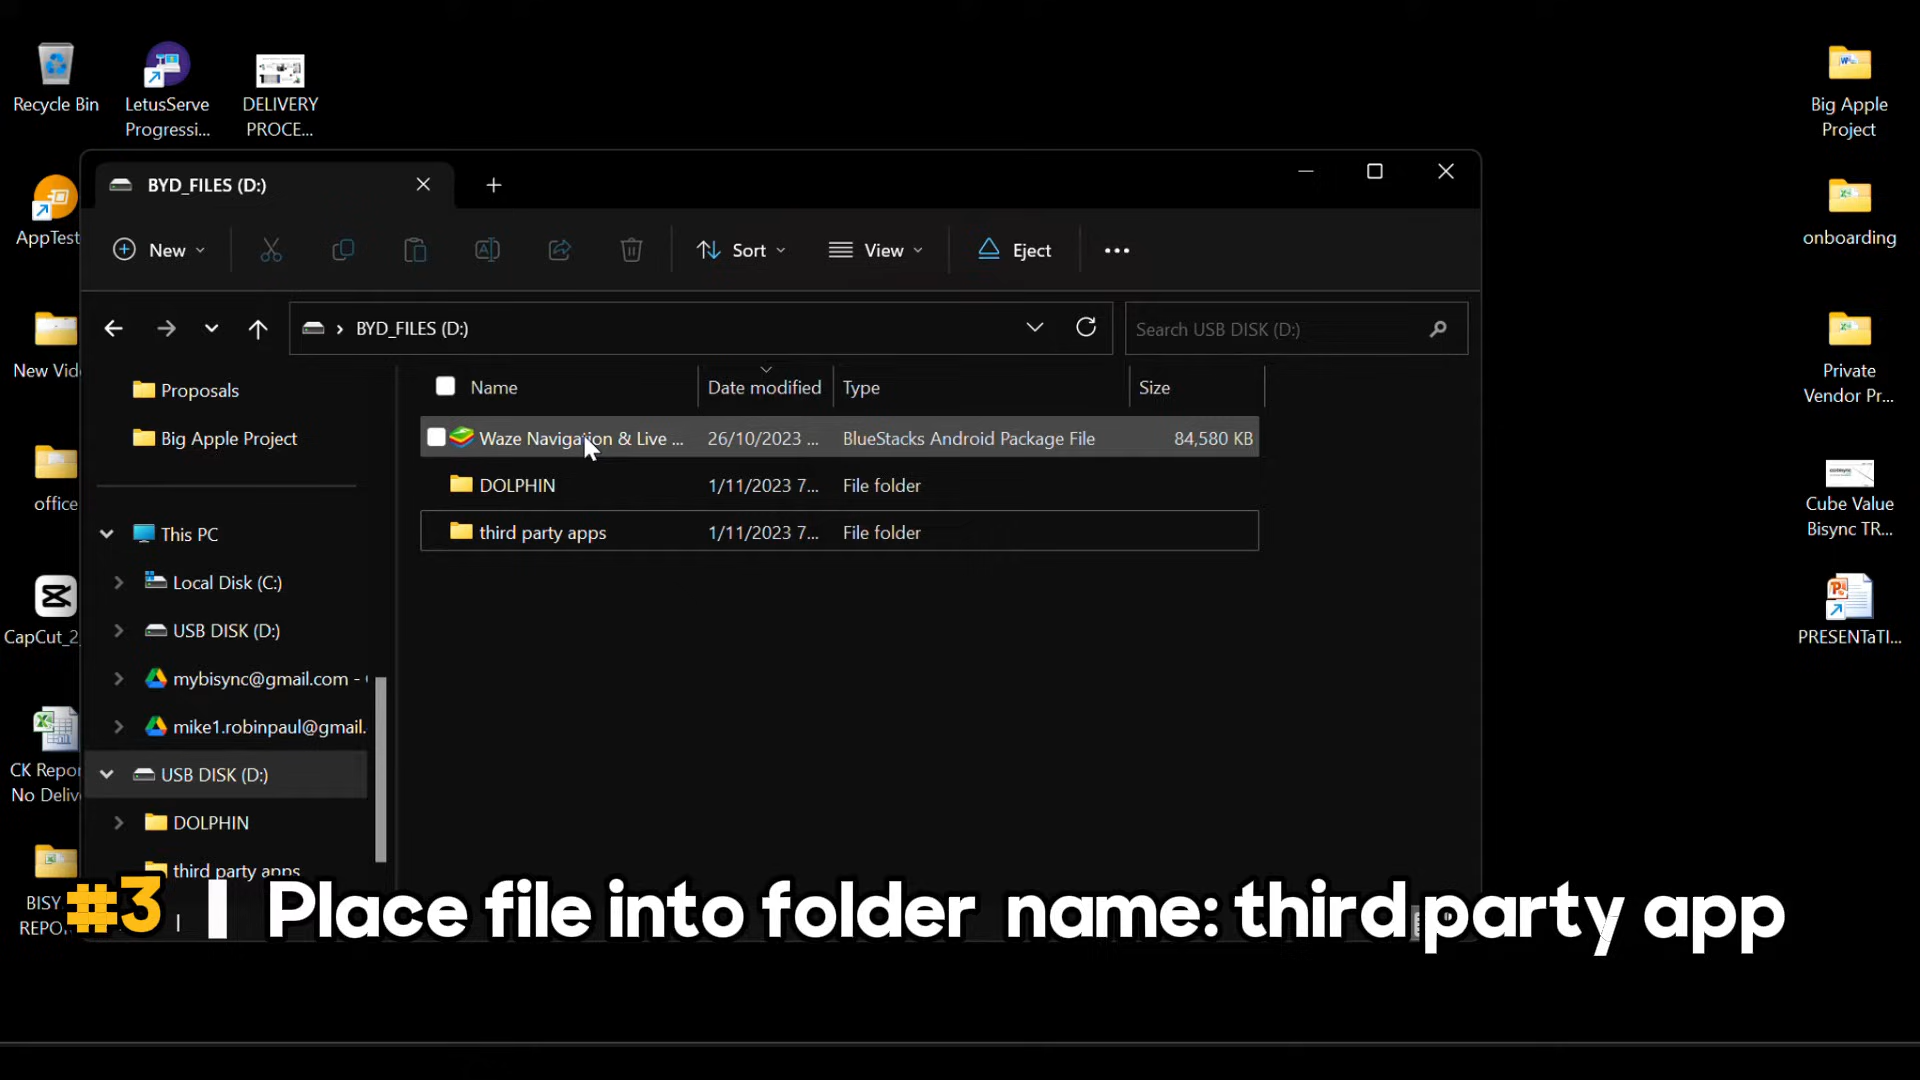 Recycle Bin
LetusServe
Progressi...
DELIVERY
PROCE...
Big Apple
Project
AppTest
onboarding
New Vid
Private
Vendor Pr...
office
Cube Value
Bisync TR...
CapCut_2
PRESENTaTI...
CK Repor
No Delive
BISY
REPOR
BYD_FILES (D:)
New
Sort
View
Eject
BYD_FILES (D:)
Search USB DISK (D:)
Proposals
Big Apple Project
This PC
Local Disk (C:)
USB DISK (D:)
mybisync@gmail.com -
mike1.robinpaul@gmail.
USB DISK (D:)
DOLPHIN
third party apps
Name Date modified Type Size
Waze Navigation & Live ... 26/10/2023 ... BlueStacks Android Package File 84,580 KB
DOLPHIN 1/11/2023 7... File folder
third party apps 1/11/2023 7... File folder
#3 | Place file into folder name: third party app